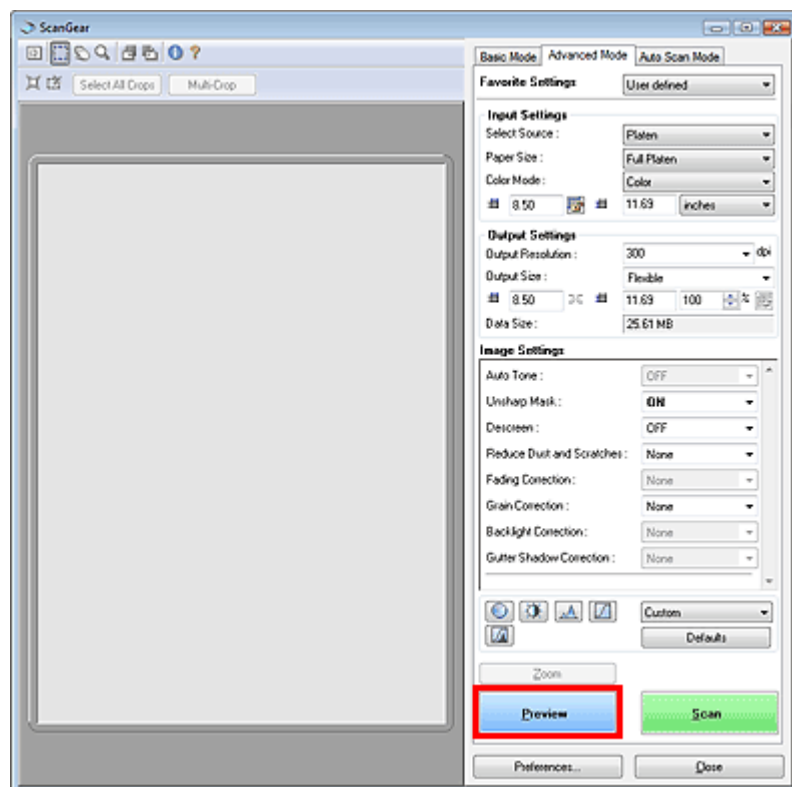 ScanGear
Basic Mode Advanced Mode Auto Scan Mode
Select All Crops Multi-Crop
Favorite Settings User defined
Input Settings
Select Source : Platen
Paper Size : Full Platen
Color Mode : Color
8.50 11.69 inches
Output Settings
Output Resolution : 300 dpi
Output Size : Flexible
8.50 11.69 100 %
Data Size : 25.61 MB
Image Settings
Auto Tone : OFF
Unsharp Mask : ON
Descreen : OFF
Reduce Dust and Scratches : None
Fading Correction : None
Grain Correction : None
Backlight Correction : None
Gutter Shadow Correction : None
Custom
Defaults
Zoom
Preview Scan
Preferences... Close